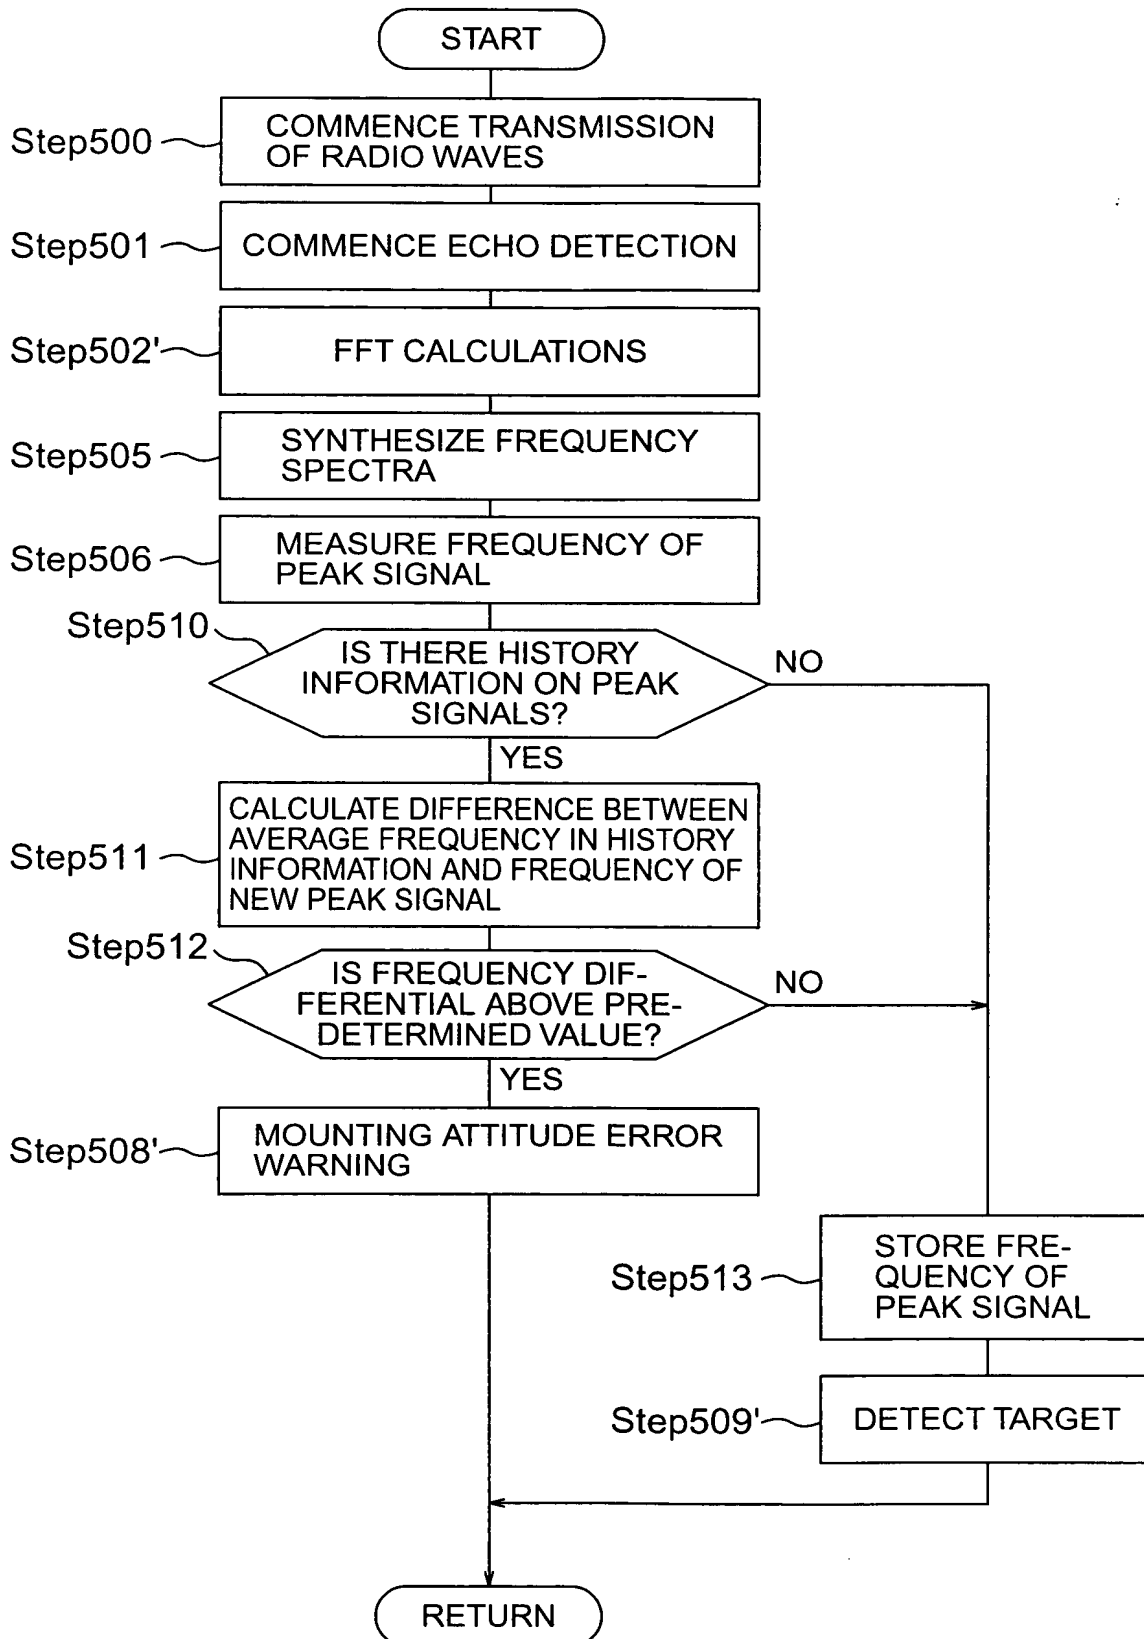 START
Step500
COMMENCE TRANSMISSION
OF RADIO WAVES
Step501
COMMENCE ECHO DETECTION
Step502'
FFT CALCULATIONS
Step505
SYNTHESIZE FREQUENCY
SPECTRA
Step506
MEASURE FREQUENCY OF
PEAK SIGNAL
Step510
IS THERE HISTORY
INFORMATION ON PEAK
SIGNALS?
NO
YES
Step511
CALCULATE DIFFERENCE BETWEEN
AVERAGE FREQUENCY IN HISTORY
INFORMATION AND FREQUENCY OF
NEW PEAK SIGNAL
Step512
IS FREQUENCY DIF-
FERENTIAL ABOVE PRE-
DETERMINED VALUE?
NO
YES
Step508'
MOUNTING ATTITUDE ERROR
WARNING
Step513
STORE FRE-
QUENCY OF
PEAK SIGNAL
Step509'
DETECT TARGET
RETURN